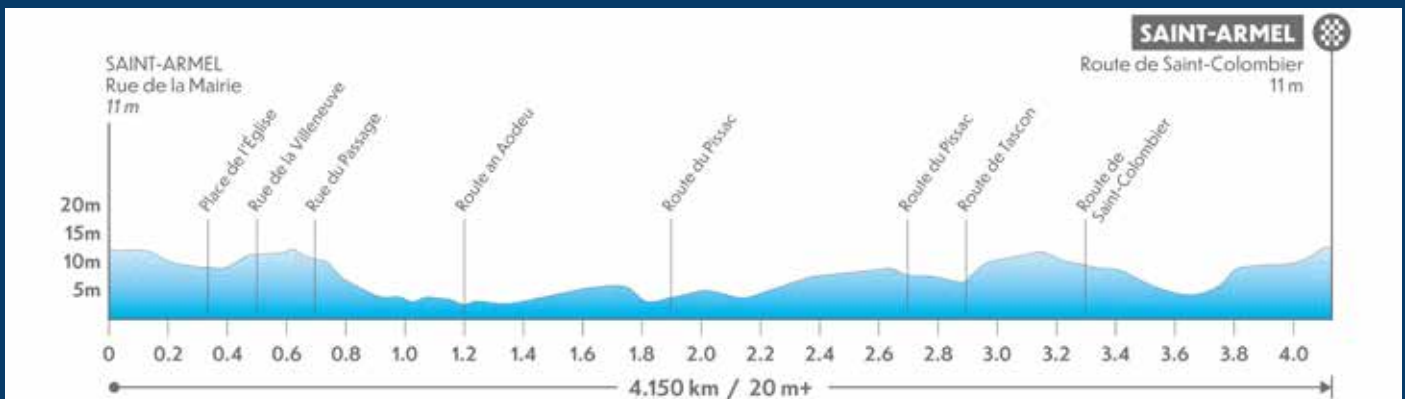 SAINT-ARMEL
Route de Saint-Colombier
11 m
SAINT-ARMEL
Rue de la Mairie
11 m
Place de l'Église
Rue de la Villeneuve
Rue du Passage
Route an Aodeu
Route du Pissac
Route du Pissac
Route de Tascon
Route de
Saint-Colombier
20m
15m
10m
5m
0 0.2 0.4 0.6 0.8 1.0 1.2 1.4 1.6 1.8 2.0 2.2 2.4 2.6 2.8 3.0 3.2 3.4 3.6 3.8 4.0
4.150 km / 20 m+